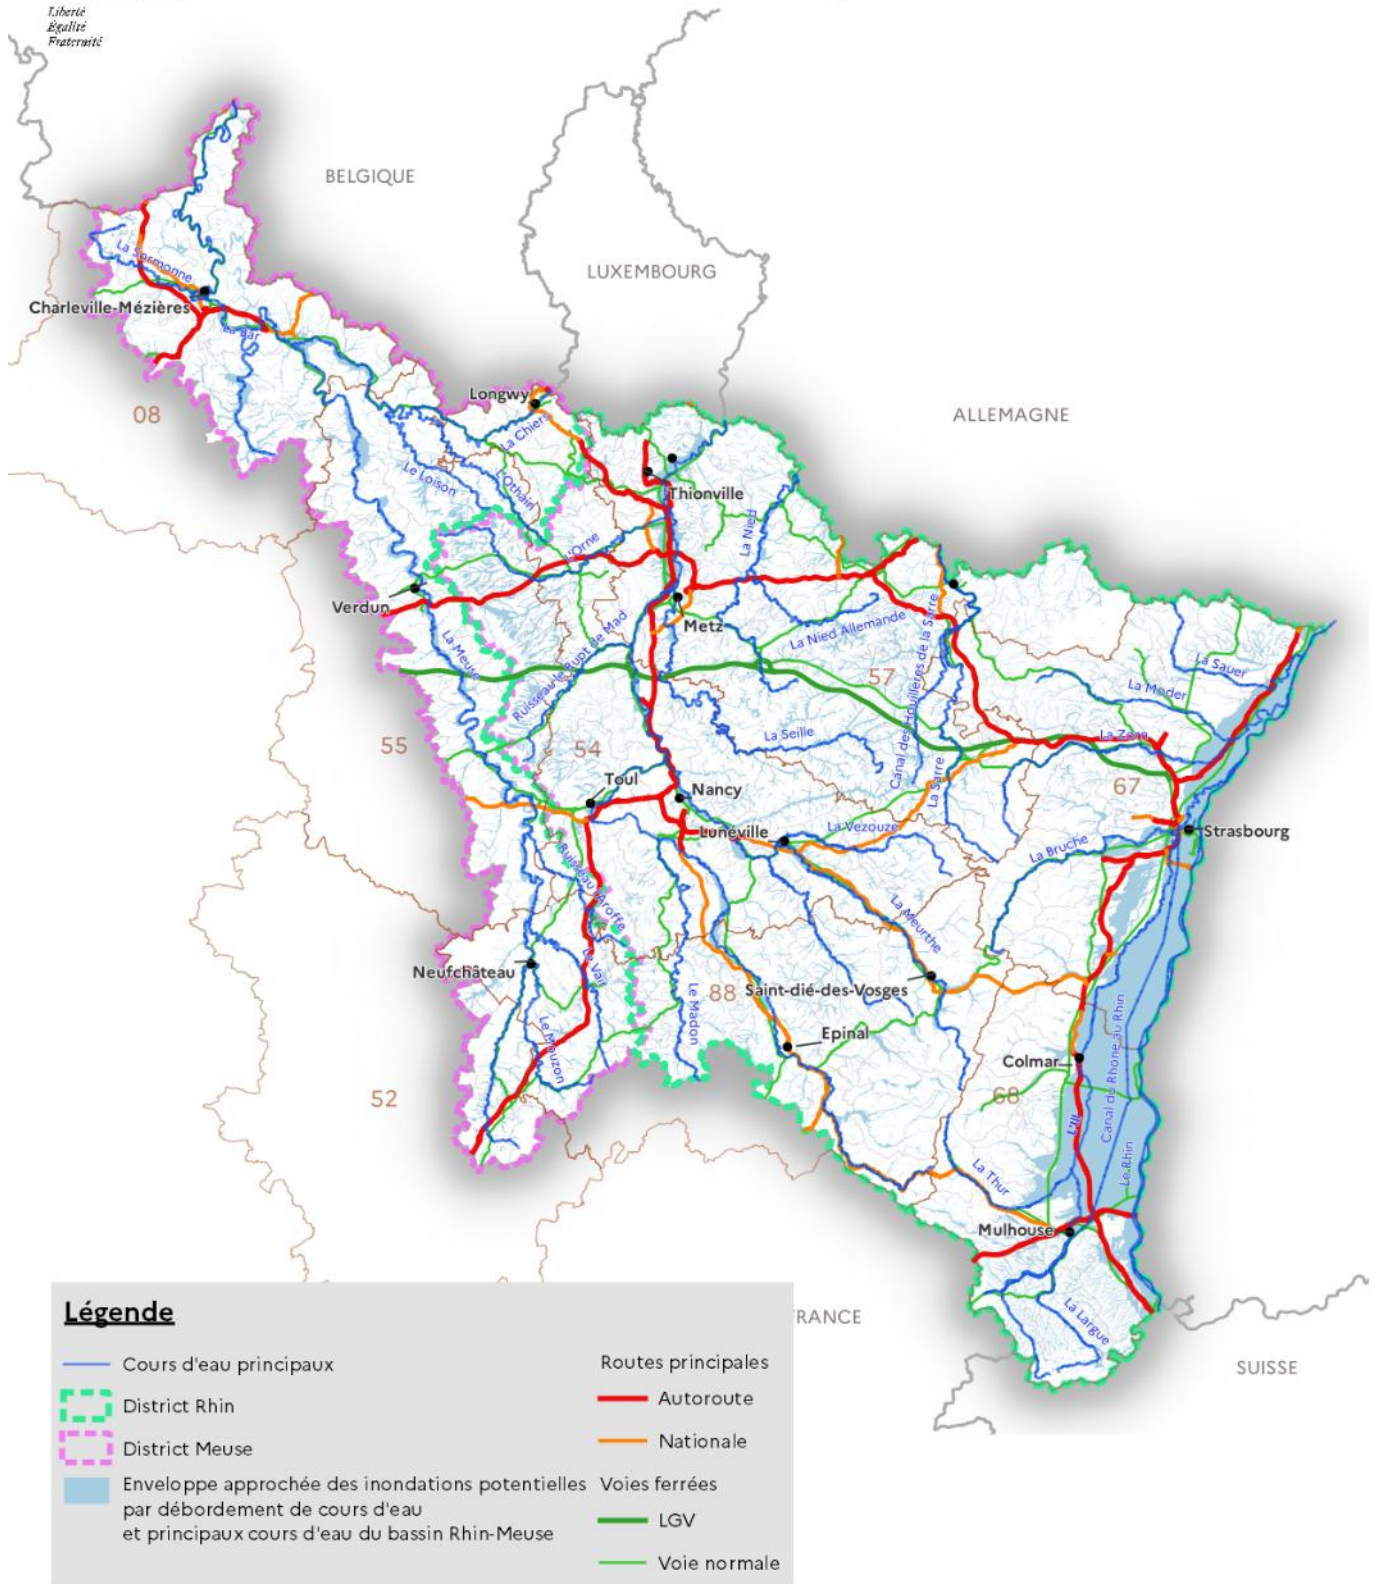 Liberté
Égalité
Fraternité
BELGIQUE
LUXEMBOURG
ALLEMAGNE
La Sormonne
Charleville-Mézières
La Bar
08
Longwy
La Chiers
Le Loison
L'Othain
Thionville
La Nied
L'Orne
Verdun
Metz
La Meuse
Ruisseau le Rupt de Mad
La Nied Allemande
57
Canal des Houillères de la Sarre
La Sauer
La Moder
55
54
La Seille
La Zorn
La Sarre
67
Toul
Nancy
Lunéville
La Vezouze
Strasbourg
La Bruche
Ruisseau l'Aroffe
La Meurthe
Neufchâteau
Le Vair
Saint-dié-des-Vosges
88
Le Madon
Le Mouzon
Epinal
Colmar
Canal de Rhone au Rhin
52
68
L'Ill
Le Rhin
La Thur
Mulhouse
La Largue
FRANCE
SUISSE
Légende
Cours d'eau principaux
District Rhin
District Meuse
Enveloppe approchée des inondations potentielles
par débordement de cours d'eau
et principaux cours d'eau du bassin Rhin-Meuse
Routes principales
Autoroute
Nationale
Voies ferrées
LGV
Voie normale